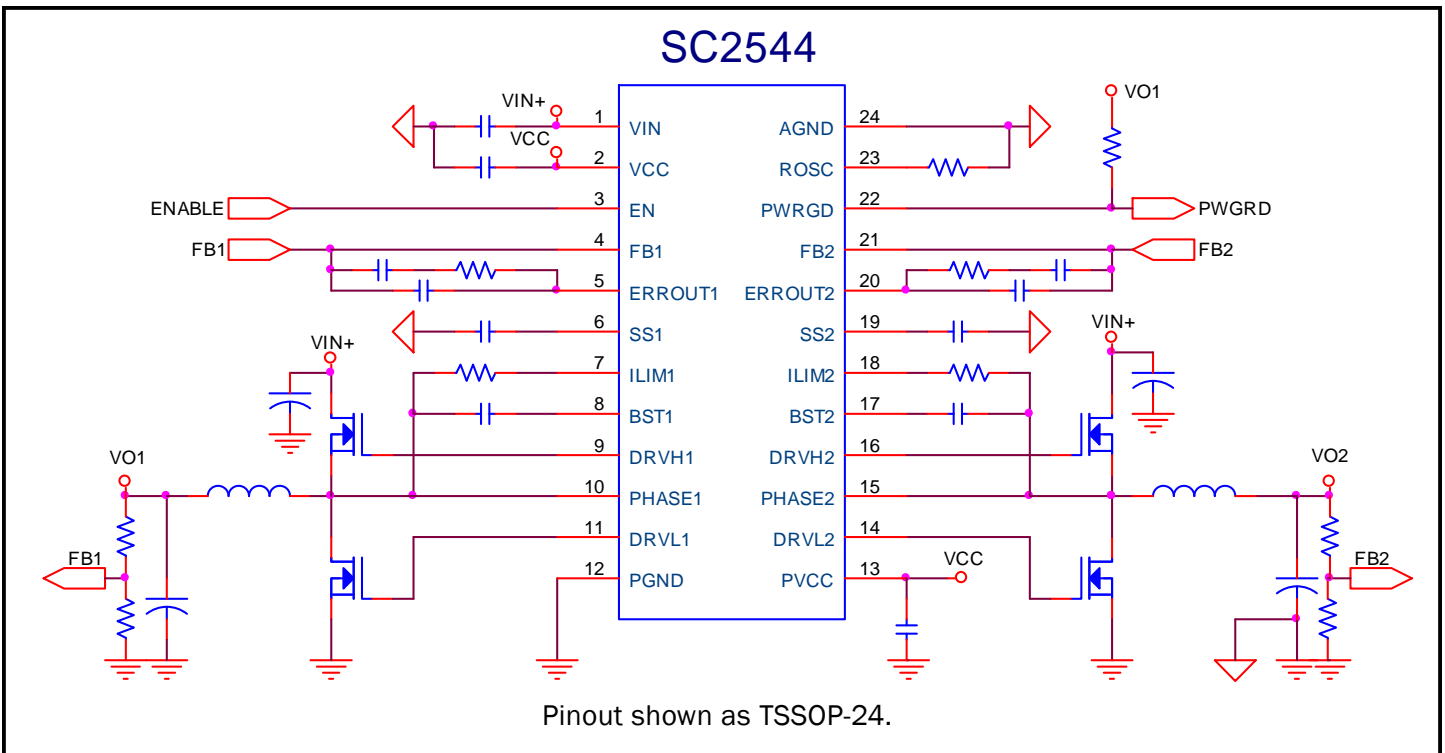 SC2544
VIN+
VCC
1 VIN
2 VCC
ENABLE 3 EN
FB1 4 FB1
5 ERROUT1
6 SS1
VIN+ 7 ILIM1
8 BST1
9 DRVH1
VO1
10 PHASE1
11 DRVL1
FB1
12 PGND
VO1
AGND 24
ROSC 23
PWRGD 22 PWGRD
FB2 21 FB2
ERROUT2 20
SS2 19
VIN+
ILIM2 18
BST2 17
DRVH2 16
VO2
PHASE2 15
DRVL2 14
VCC
PVCC 13
FB2
Pinout shown as TSSOP-24.